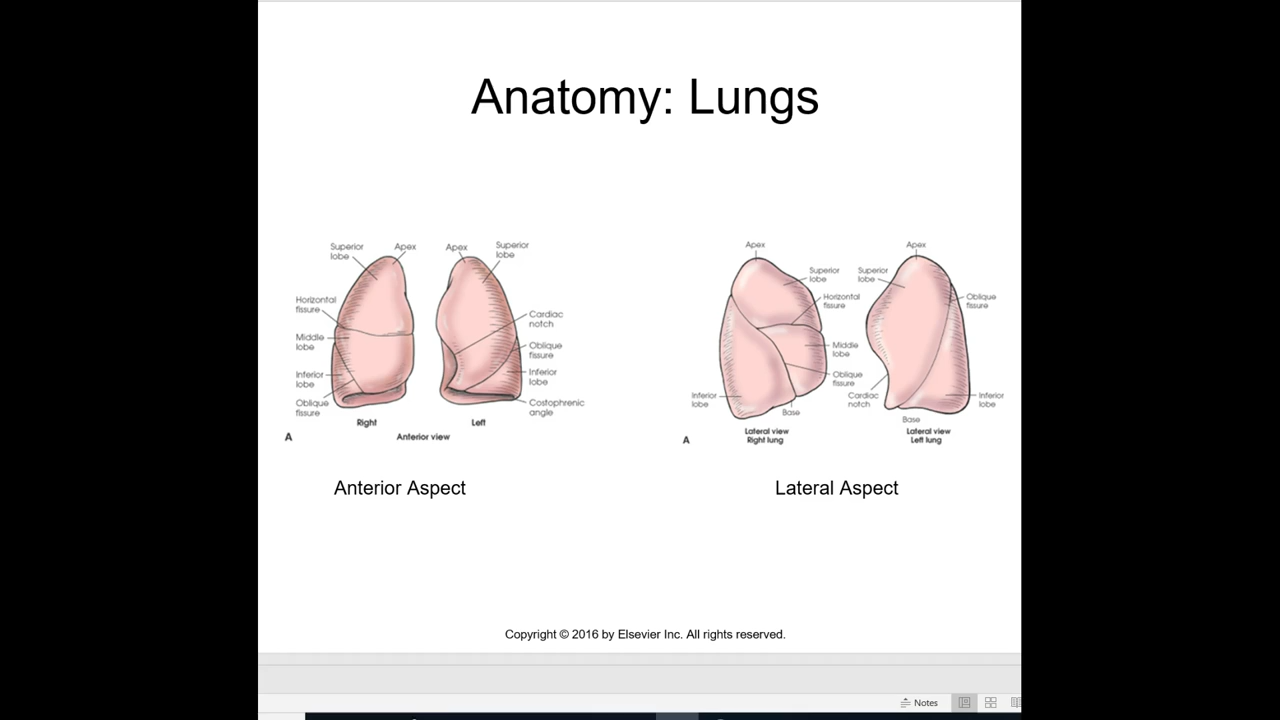 Anatomy: Lungs
Superior
lobe
Apex
Apex
Superior
lobe
Horizontal
fissure
Middle
lobe
Inferior
lobe
Oblique
fissure
Cardiac
notch
Oblique
fissure
Inferior
lobe
Costophrenic
angle
Right
Left
A
Anterior view
Apex
Superior
lobe
Horizontal
fissure
Middle
lobe
Oblique
fissure
Inferior
lobe
Base
Lateral view
Right lung
A
Apex
Superior
lobe
Oblique
fissure
Cardiac
notch
Inferior
lobe
Base
Lateral view
Left lung
Anterior Aspect
Lateral Aspect
Copyright © 2016 by Elsevier Inc. All rights reserved.
Notes